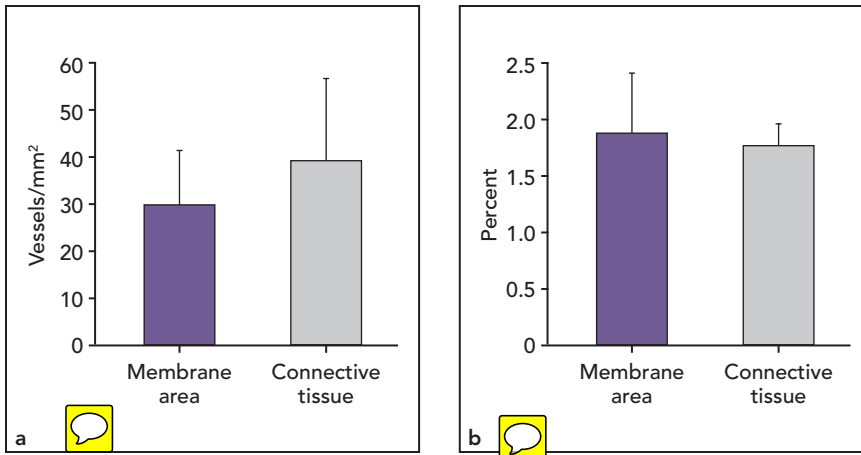 60
50
40
30
20
10
0
Vessels/mm²
Membrane area
Connective tissue
a
2.5
2.0
1.5
1.0
0.5
0
Percent
Membrane area
Connective tissue
b